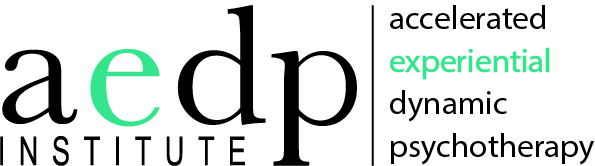 aedp
INSTITUTE
accelerated
experiential
dynamic
psychotherapy